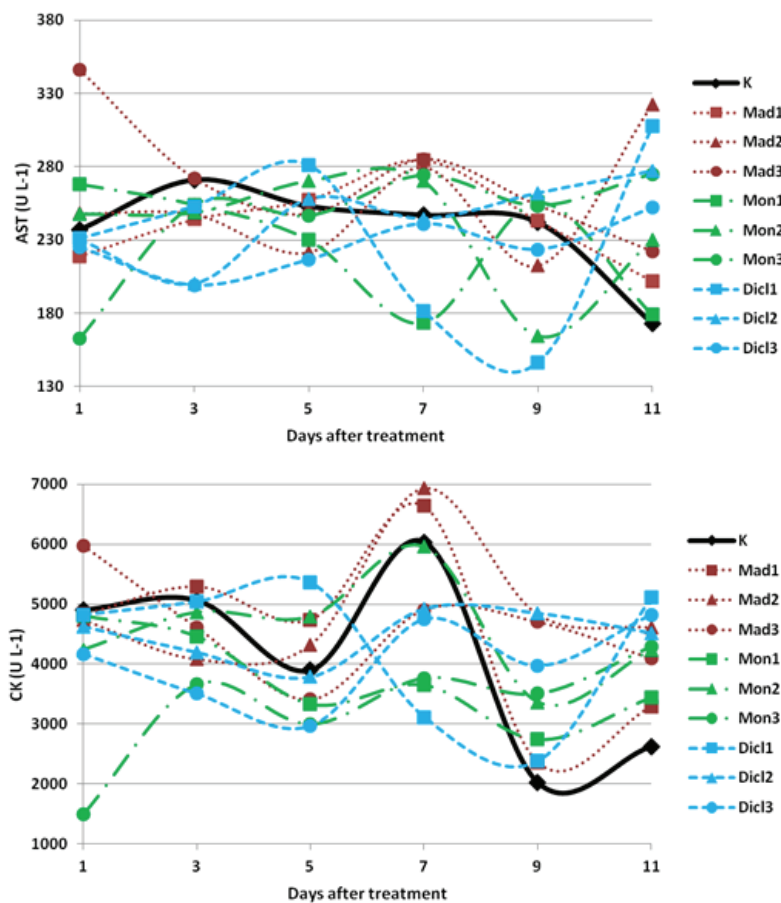 380
330
280
230
180
130
AST (U L-1)
1 3 5 7 9 11
Days after treatment
K
Mad1
Mad2
Mad3
Mon1
Mon2
Mon3
Dicl1
Dicl2
Dicl3
7000
6000
5000
4000
3000
2000
1000
CK (U L-1)
1 3 5 7 9 11
Days after treatment
K
Mad1
Mad2
Mad3
Mon1
Mon2
Mon3
Dicl1
Dicl2
Dicl3